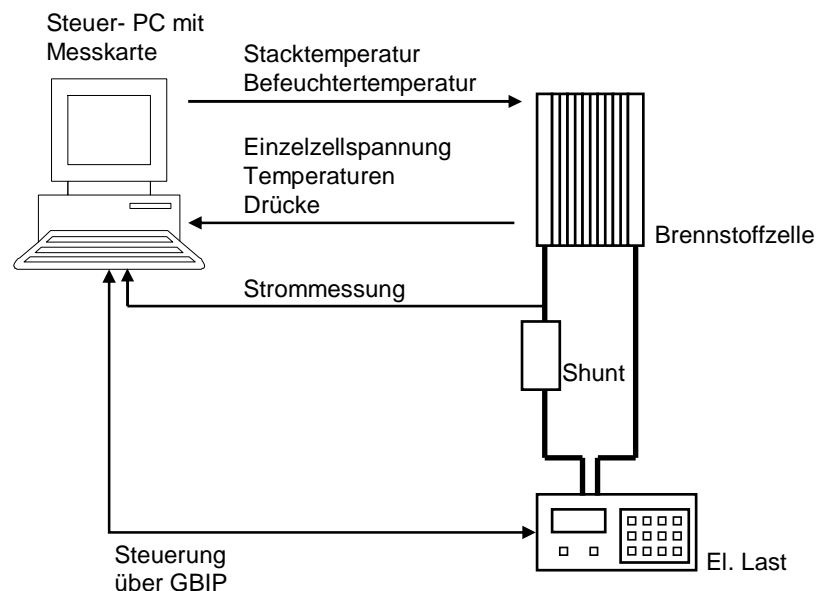 Steuer- PC mit
Messkarte
Stacktemperatur
Befeuchtertemperatur
Einzelzellspannung
Temperaturen
Drücke
Brennstoffzelle
Strommessung
Shunt
Steuerung
über GBIP
El. Last